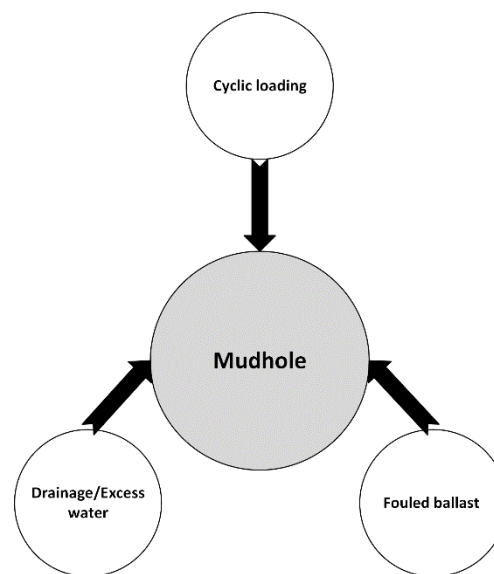 Cyclic loading
Mudhole
Drainage/Excess
water
Fouled ballast